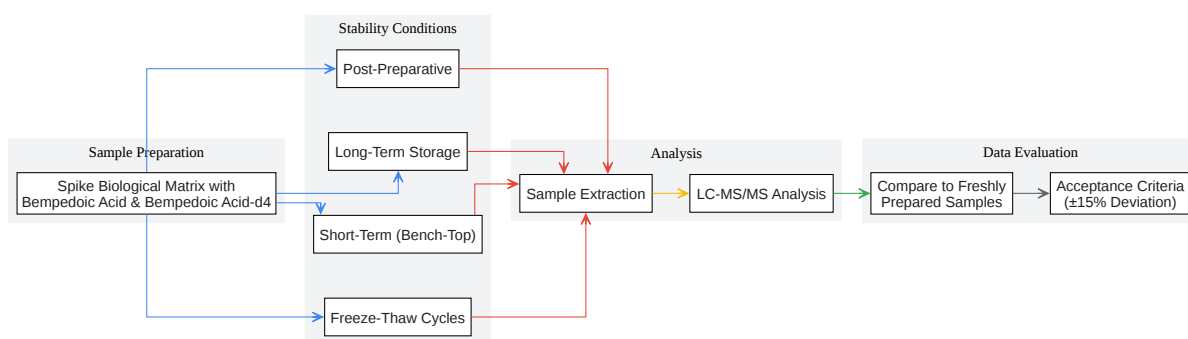 Stability Conditions
Post-Preparative
Long-Term Storage
Short-Term (Bench-Top)
Freeze-Thaw Cycles
Sample Preparation
Spike Biological Matrix with
Bempedoic Acid & Bempedoic Acid-d4
Analysis
Sample Extraction
LC-MS/MS Analysis
Data Evaluation
Compare to Freshly
Prepared Samples
Acceptance Criteria
(±15% Deviation)